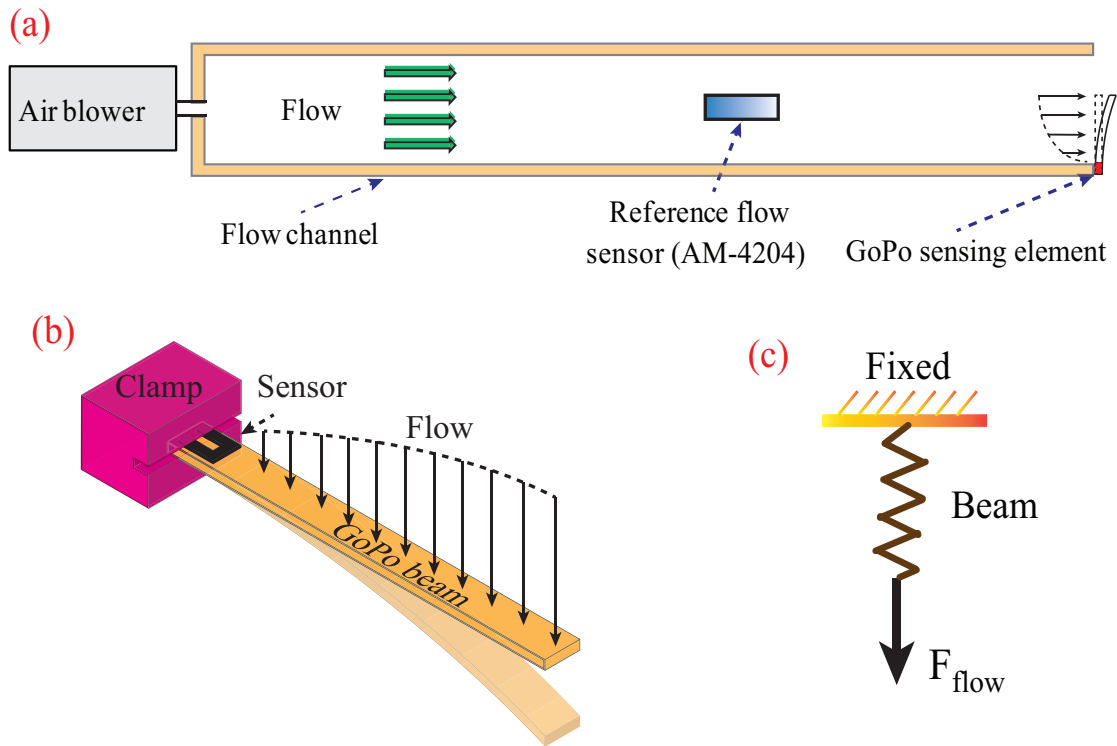 (a)
Air blower
Flow
Flow channel
Reference flow
sensor (AM-4204)
GoPo sensing element
(b)
Clamp
Sensor
Flow
GoPo beam
(c)
Fixed
Beam
F_flow